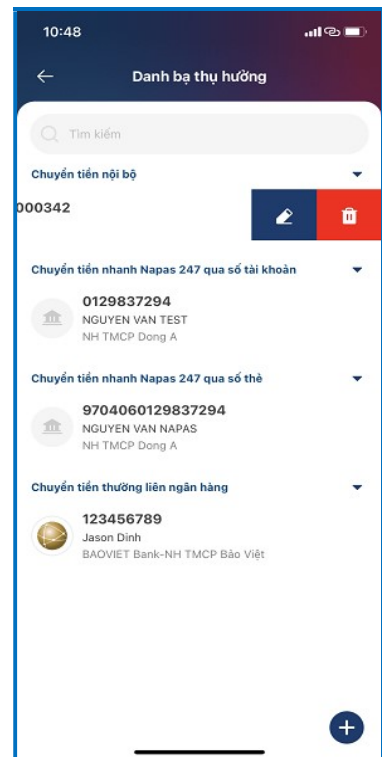 10:48
Danh bạ thụ hưởng
Tìm kiếm
Chuyển tiền nội bộ
000342
Chuyển tiền nhanh Napas 247 qua số tài khoản
0129837294
NGUYEN VAN TEST
NH TMCP Dong A
Chuyển tiền nhanh Napas 247 qua số thẻ
9704060129837294
NGUYEN VAN NAPAS
NH TMCP Dong A
Chuyển tiền thường liên ngân hàng
123456789
Jason Dinh
BAOVIET Bank-NH TMCP Bảo Việt